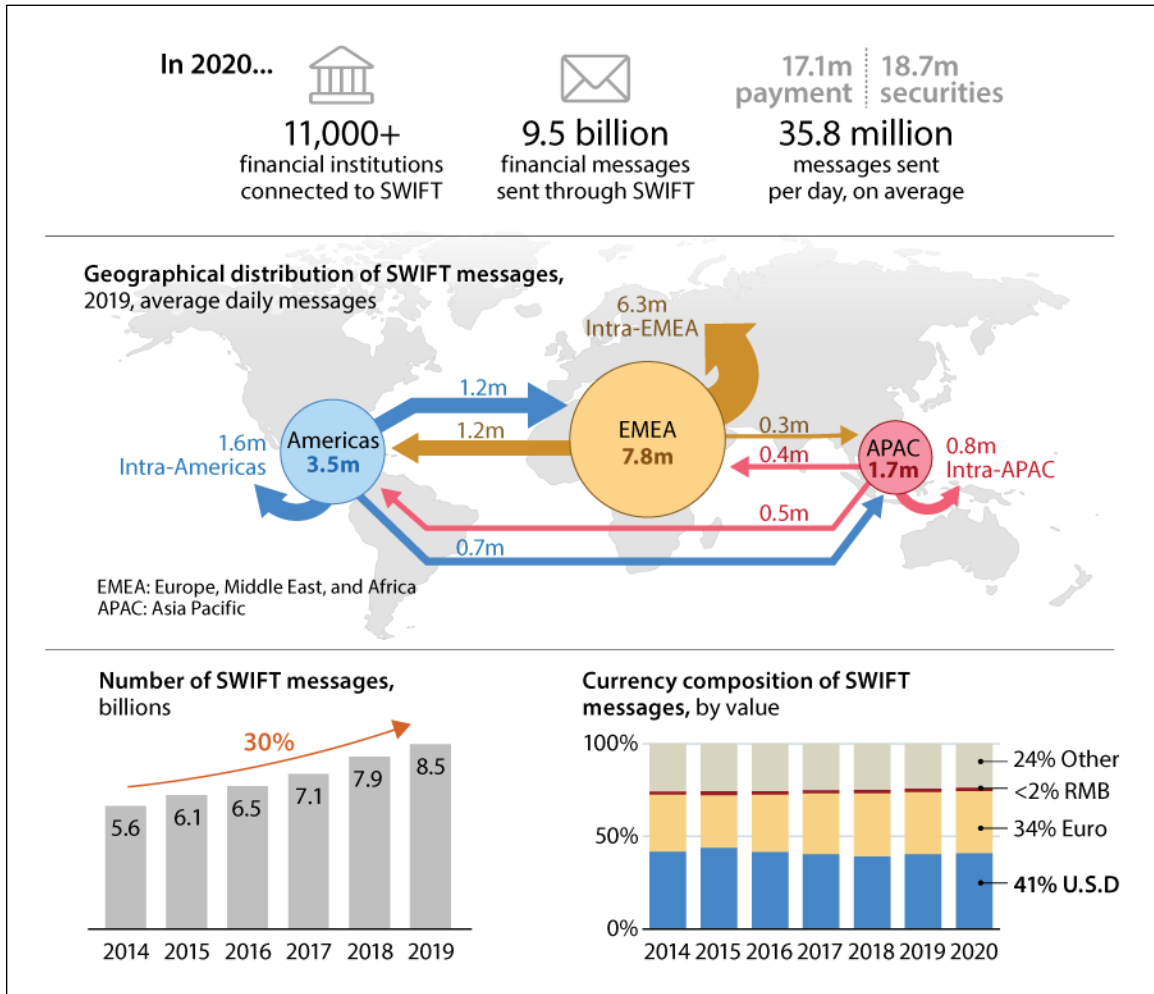 In 2020...
11,000+
financial institutions
connected to SWIFT
9.5 billion
financial messages
sent through SWIFT
17.1m
payment
18.7m
securities
35.8 million
messages sent
per day, on average
Geographical distribution of SWIFT messages,
2019, average daily messages
6.3m
Intra-EMEA
1.2m
1.2m
1.6m
Intra-Americas
Americas
3.5m
EMEA
7.8m
0.3m
0.4m
APAC
1.7m
0.8m
Intra-APAC
0.5m
0.7m
EMEA: Europe, Middle East, and Africa
APAC: Asia Pacific
Number of SWIFT messages,
billions
30%
5.6
6.1
6.5
7.1
7.9
8.5
2014 2015 2016 2017 2018 2019
Currency composition of SWIFT
messages, by value
100%
50%
0%
24% Other
<2% RMB
34% Euro
41% U.S.D
2014 2015 2016 2017 2018 2019 2020